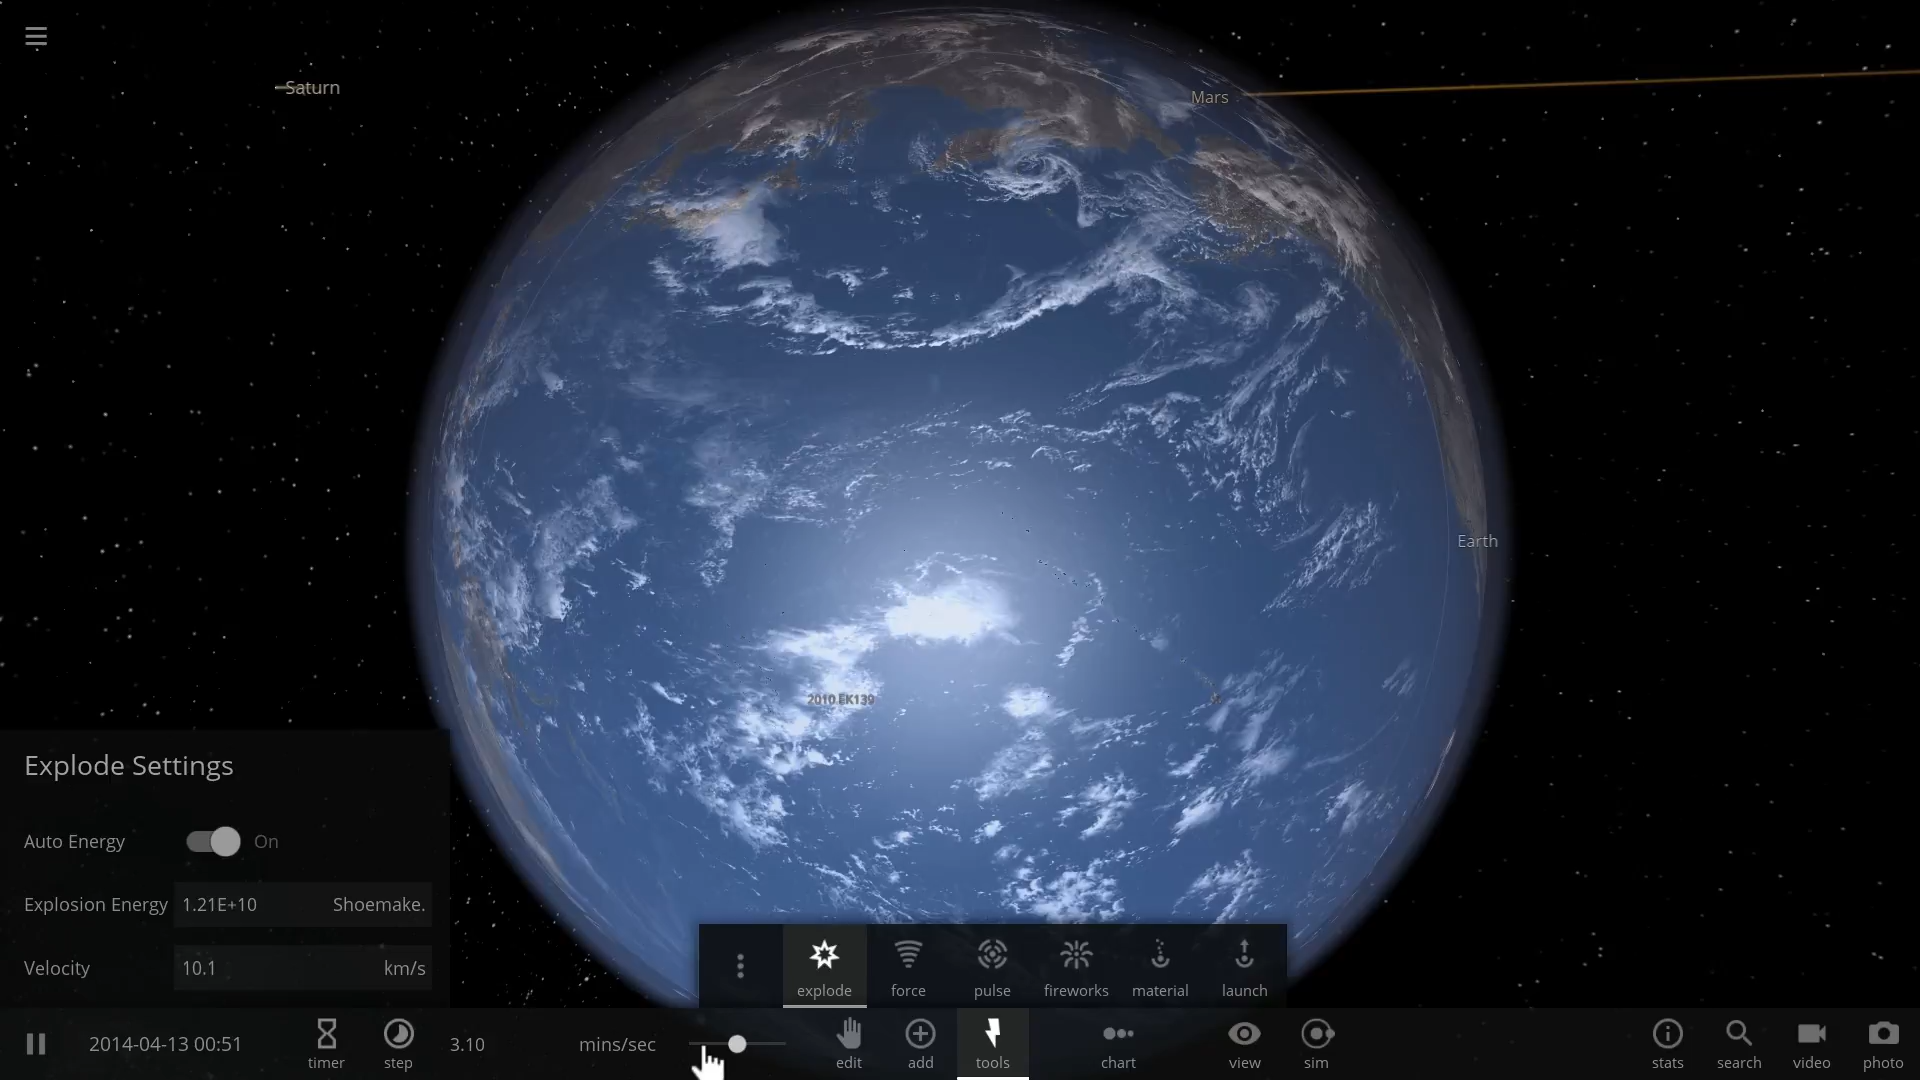 Saturn
Mars
Earth
2010 EK139
Explode Settings
Auto Energy On
Explosion Energy 1.21E+10 Shoemake.
Velocity 10.1 km/s
explode force pulse fireworks material launch
2014-04-13 00:51 timer step 3.10 mins/sec edit add tools chart view sim stats search video photo